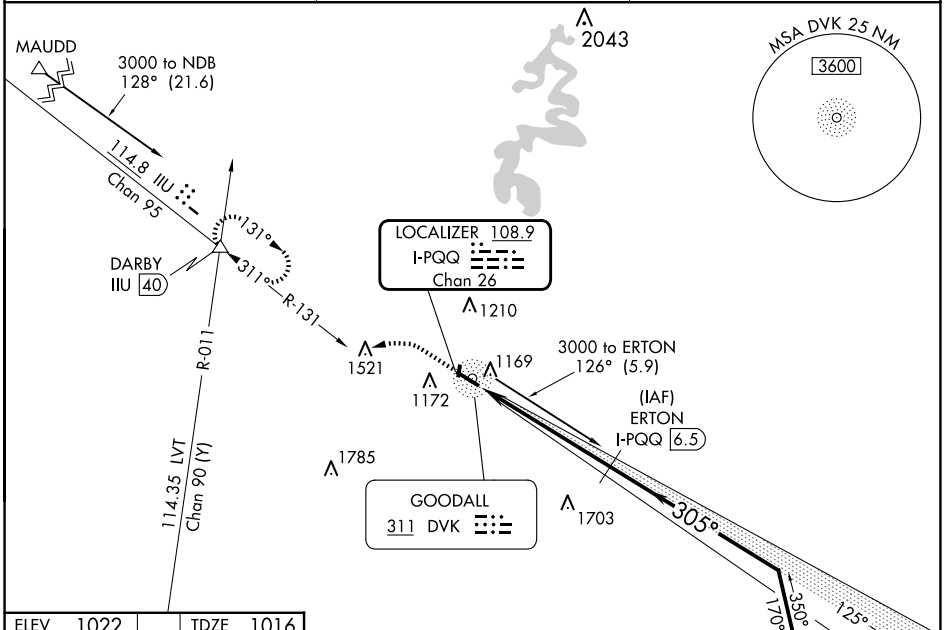 2043
MSA DVK 25 NM
3600
MAUDD
3000 to NDB
128° (21.6)
114.8 IIU
Chan 95
131°
311°
DARBY
IIU 40
R-131
R-011
LOCALIZER 108.9
I-PQQ
Chan 26
1210
1521
1169
1172
3000 to ERTON
126° (5.9)
(IAF)
ERTON
I-PQQ 6.5
1785
114.35 LVT
Chan 90 (Y)
GOODALL
311 DVK
1703
305°
350°
170°
125°
ELEV 1022 TDZE 1016